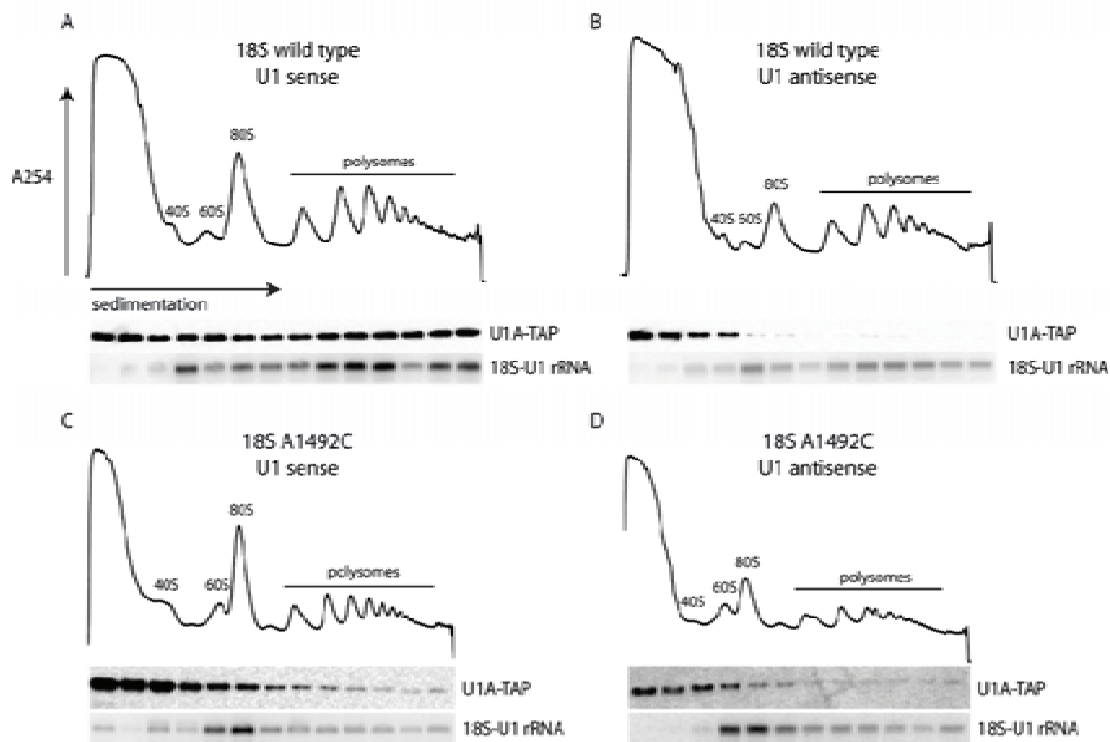 A
18S wild type
U1 sense
A254
40S
60S
80S
polysomes
sedimentation
U1A-TAP
18S-U1 rRNA
B
18S wild type
U1 antisense
40S
60S
80S
polysomes
U1A-TAP
18S-U1 rRNA
C
18S A1492C
U1 sense
40S
60S
80S
polysomes
U1A-TAP
18S-U1 rRNA
D
18S A1492C
U1 antisense
40S
60S
80S
polysomes
U1A-TAP
18S-U1 rRNA